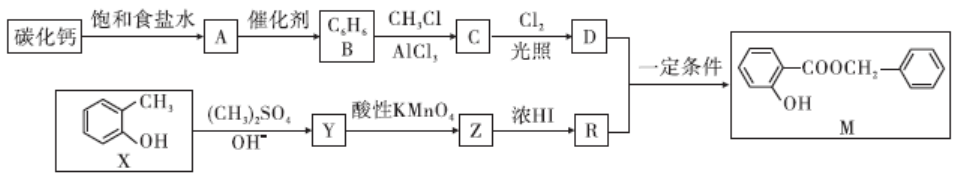 碳化钙 饱和食盐水 A 催化剂 C₆H₆ B CH₃Cl AlCl₃ C Cl₂ 光照 D
一定条件 COOCH₂ OH M
CH₃ OH X (CH₃)₂SO₄ OH⁻ Y 酸性KMnO₄ Z 浓HI R